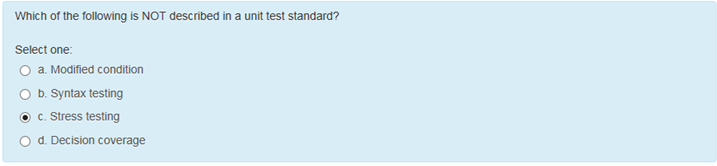 Which of the following is NOT described in a unit test standard?
Select one:
a. Modified condition
b. Syntax testing
c. Stress testing
d. Decision coverage